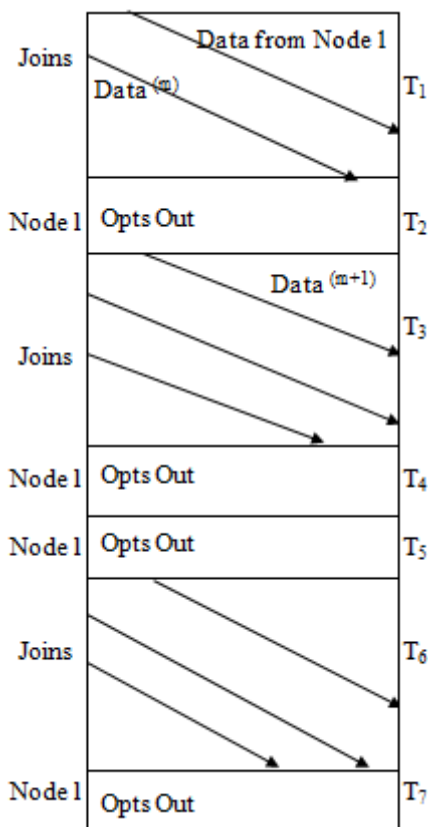 Data from Node 1
Joins
Data (m)
T1
Node 1 Opts Out T2
Data (m+1)
T3
Joins
Node 1 Opts Out T4
Node 1 Opts Out T5
Joins T6
Node 1 Opts Out T7